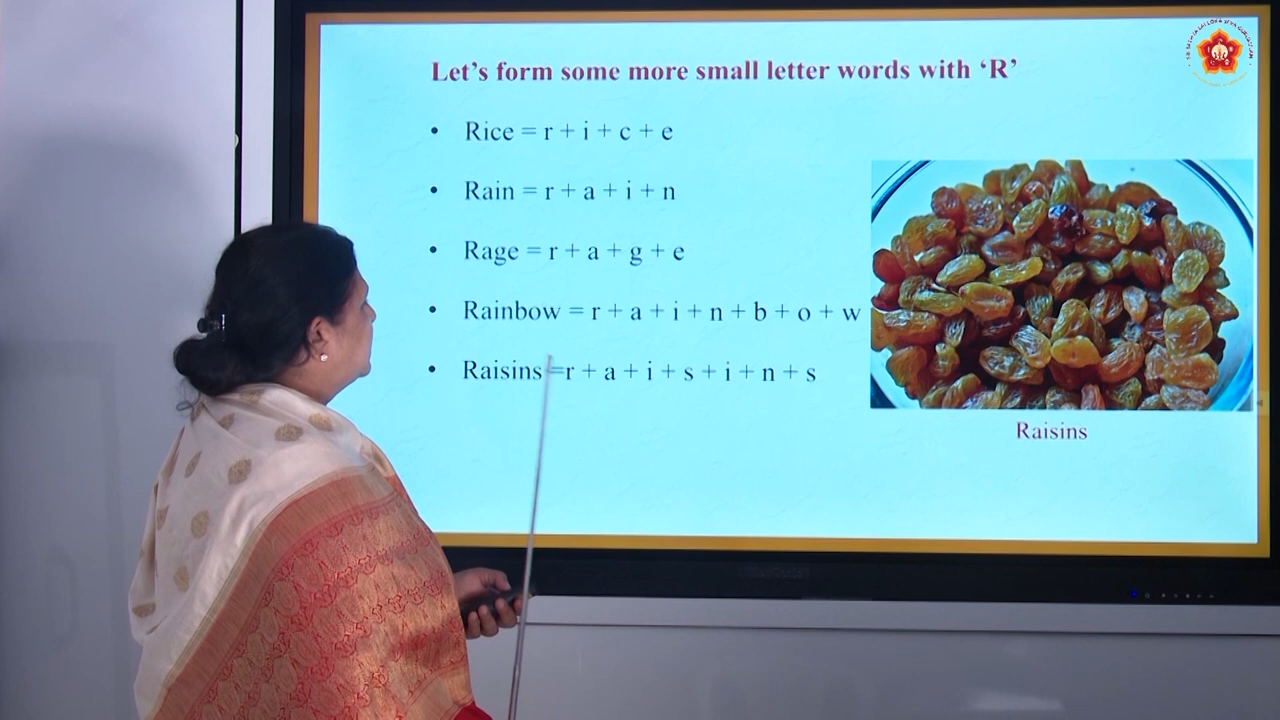 Let's form some more small letter words with ‘R’
• Rice = r + i + c + e
• Rain = r + a + i + n
• Rage = r + a + g + e
• Rainbow = r + a + i + n + b + o + w
• Raisins =r + a + i + s + i + n + s
Raisins